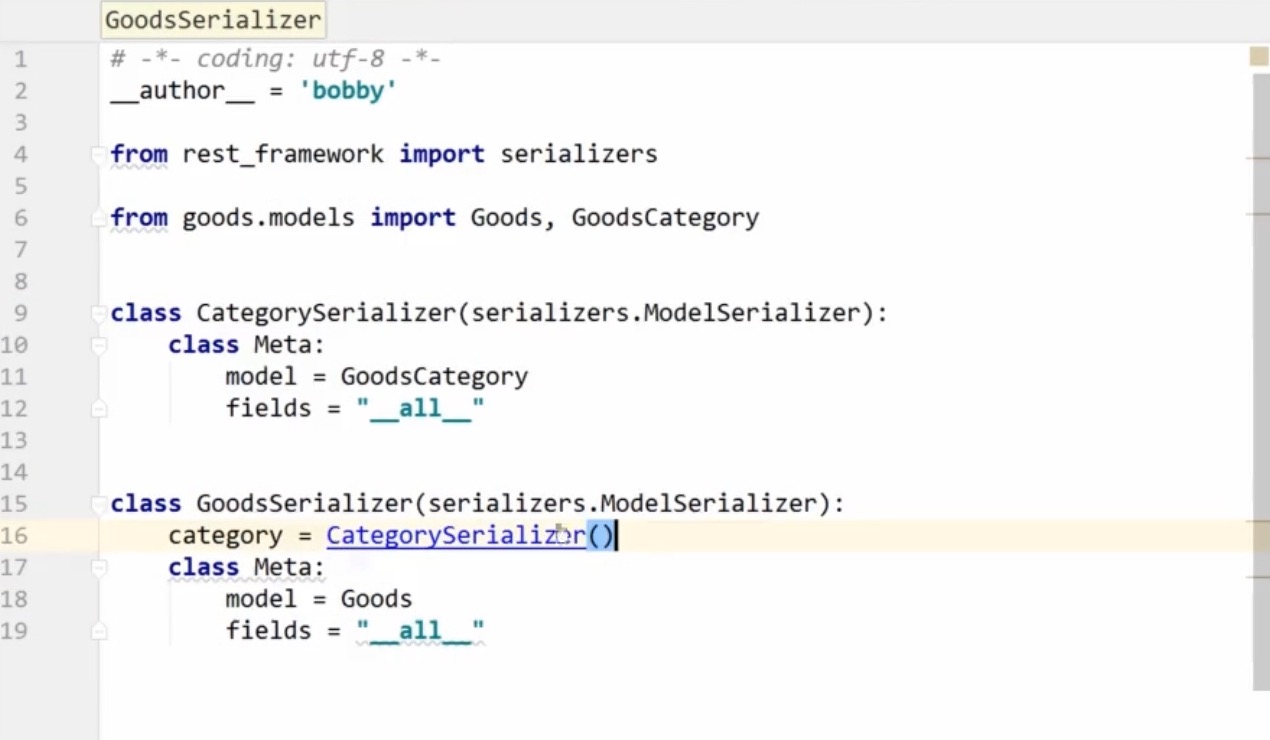 GoodsSerializer
1 # -*- coding: utf-8 -*-
2 __author__ = 'bobby'
3
4 from rest_framework import serializers
5
6 from goods.models import Goods, GoodsCategory
7
8
9 class CategorySerializer(serializers.ModelSerializer):
10     class Meta:
11         model = GoodsCategory
12         fields = "__all__"
13
14
15 class GoodsSerializer(serializers.ModelSerializer):
16     category = CategorySerializer()
17     class Meta:
18         model = Goods
19         fields = "__all__"